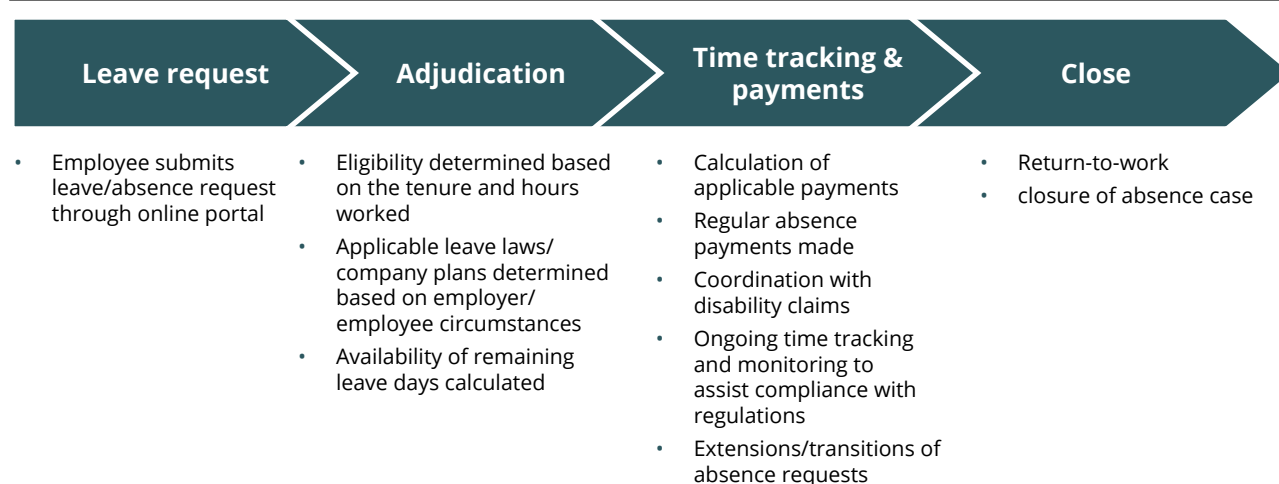 Leave request
Adjudication
Time tracking &
payments
Close
• Employee submits
leave/absence request
through online portal
• Eligibility determined based
on the tenure and hours
worked
• Applicable leave laws/
company plans determined
based on employer/
employee circumstances
• Availability of remaining
leave days calculated
• Calculation of
applicable payments
• Regular absence
payments made
• Coordination with
disability claims
• Ongoing time tracking
and monitoring to
assist compliance with
regulations
• Extensions/transitions of
absence requests
• Return-to-work
• closure of absence case